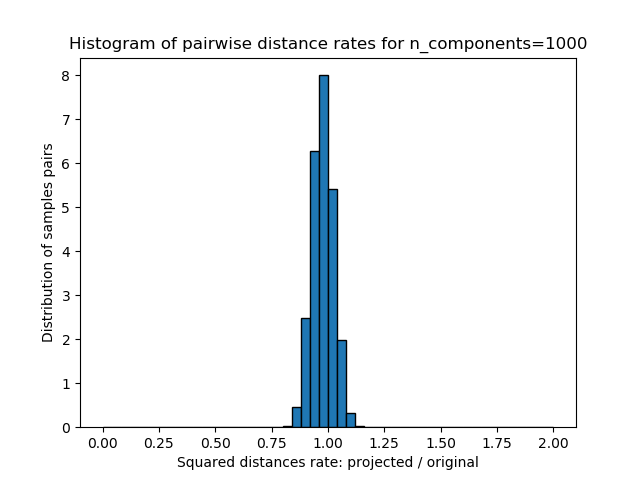 Histogram of pairwise distance rates for n_components=1000
Distribution of samples pairs
8
7
6
5
4
3
2
1
0
0.00 0.25 0.50 0.75 1.00 1.25 1.50 1.75 2.00
Squared distances rate: projected / original